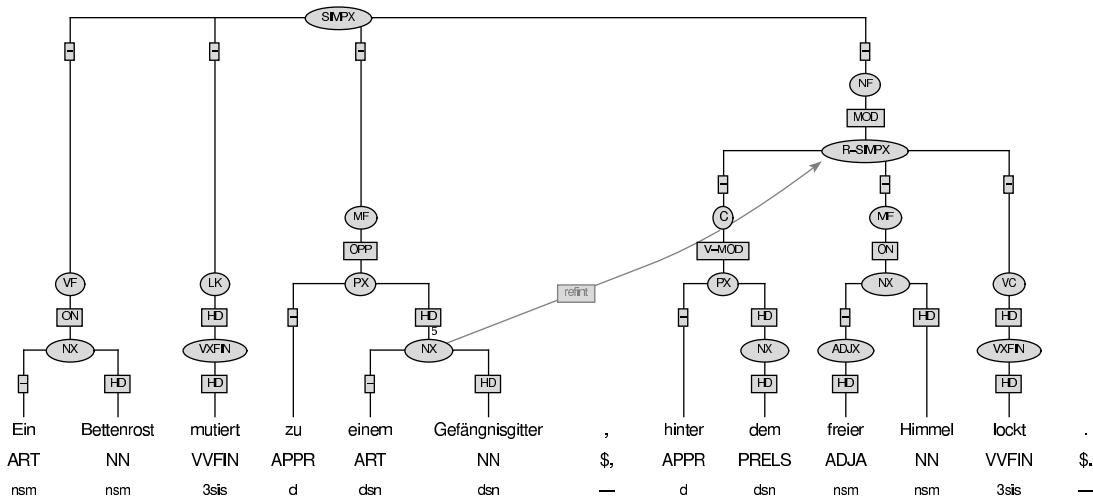 SIMPX
– – – –
NF
MOD
R–SIMPX
– – –
MF C MF
OPP V–MOD ON
VF LK PX refint PX NX VC
ON HD – HD – HD – HD HD
5
NX VXFIN NX NX ADJX VXFIN
– HD HD – HD HD HD HD
Ein Bettenrost mutiert zu einem Gefängnisgitter , hinter dem freier Himmel lockt .
ART NN VVFIN APPR ART NN $, APPR PRELS ADJA NN VVFIN $.
nsm nsm 3sis d dsn dsn — d dsn nsm nsm 3sis —